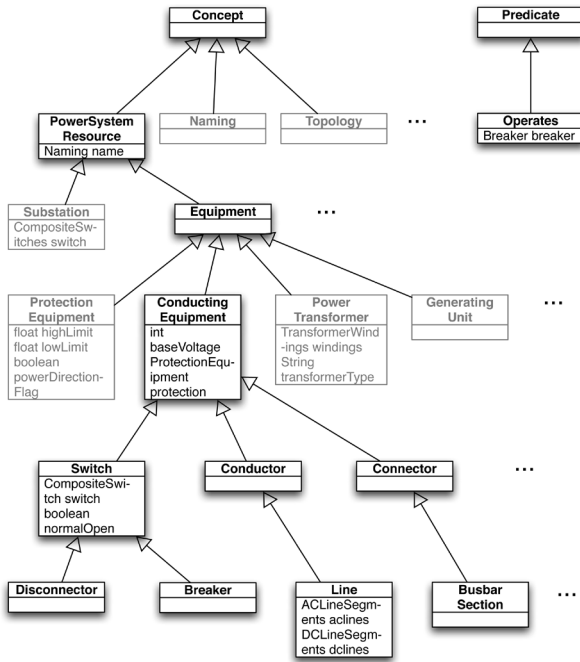 Concept
Predicate
PowerSystem
Resource
Naming name
Naming
Topology
...
Operates
Breaker breaker
Substation
CompositeSw-
itches switch
Equipment
...
Protection
Equipment
float highLimit
float lowLimit
boolean
powerDirection-
Flag
Conducting
Equipment
int
baseVoltage
ProtectionEqu-
ipment
protection
Power
Transformer
TransformerWind
-ings windings
String
transformerType
Generating
Unit
...
Switch
CompositeSwi-
tch switch
boolean
normalOpen
Conductor
Connector
...
Disconnector
Breaker
Line
ACLineSegm-
ents aclines
DCLineSegm-
ents dclines
Busbar
Section
...